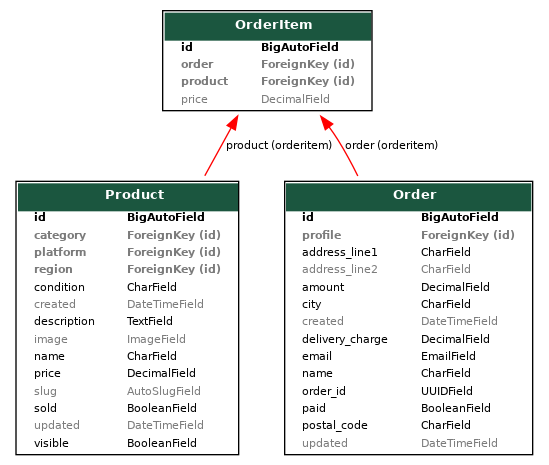 OrderItem
id BigAutoField
order ForeignKey (id)
product ForeignKey (id)
price DecimalField
product (orderitem)
order (orderitem)
Product
id BigAutoField
category ForeignKey (id)
platform ForeignKey (id)
region ForeignKey (id)
condition CharField
created DateTimeField
description TextField
image ImageField
name CharField
price DecimalField
slug AutoSlugField
sold BooleanField
updated DateTimeField
visible BooleanField
Order
id BigAutoField
profile ForeignKey (id)
address_line1 CharField
address_line2 CharField
amount DecimalField
city CharField
created DateTimeField
delivery_charge DecimalField
email EmailField
name CharField
order_id UUIDField
paid BooleanField
postal_code CharField
updated DateTimeField